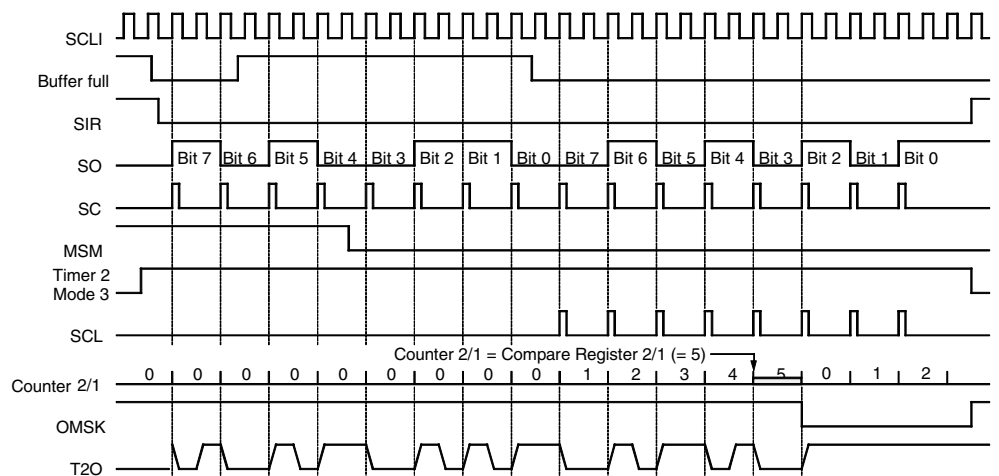 SCLI
Buffer full
SIR
SO
Bit 7 Bit 6 Bit 5 Bit 4 Bit 3 Bit 2 Bit 1 Bit 0 Bit 7 Bit 6 Bit 5 Bit 4 Bit 3 Bit 2 Bit 1 Bit 0
SC
MSM
Timer 2
Mode 3
SCL
Counter 2/1 = Compare Register 2/1 (= 5)
Counter 2/1
0 0 0 0 0 0 0 0 0 1 2 3 4 5 0 1 2
OMSK
T2O